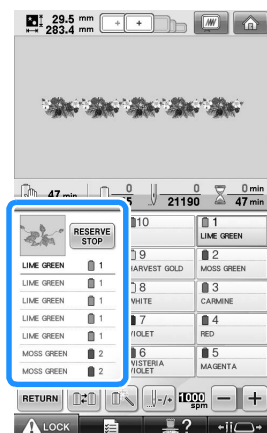 29.5 mm
283.4 mm
47 min
0
0
21190
0 min
47 min
RESERVE
STOP
LIME GREEN 1
LIME GREEN 1
LIME GREEN 1
LIME GREEN 1
LIME GREEN 1
MOSS GREEN 2
MOSS GREEN 2
10
1
LIME GREEN
9
HARVEST GOLD
2
MOSS GREEN
8
WHITE
3
CARMINE
7
VIOLET
4
RED
6
WISTERIA
VIOLET
5
MAGENTA
RETURN
-/+
1000
spm
− +
LOCK
?